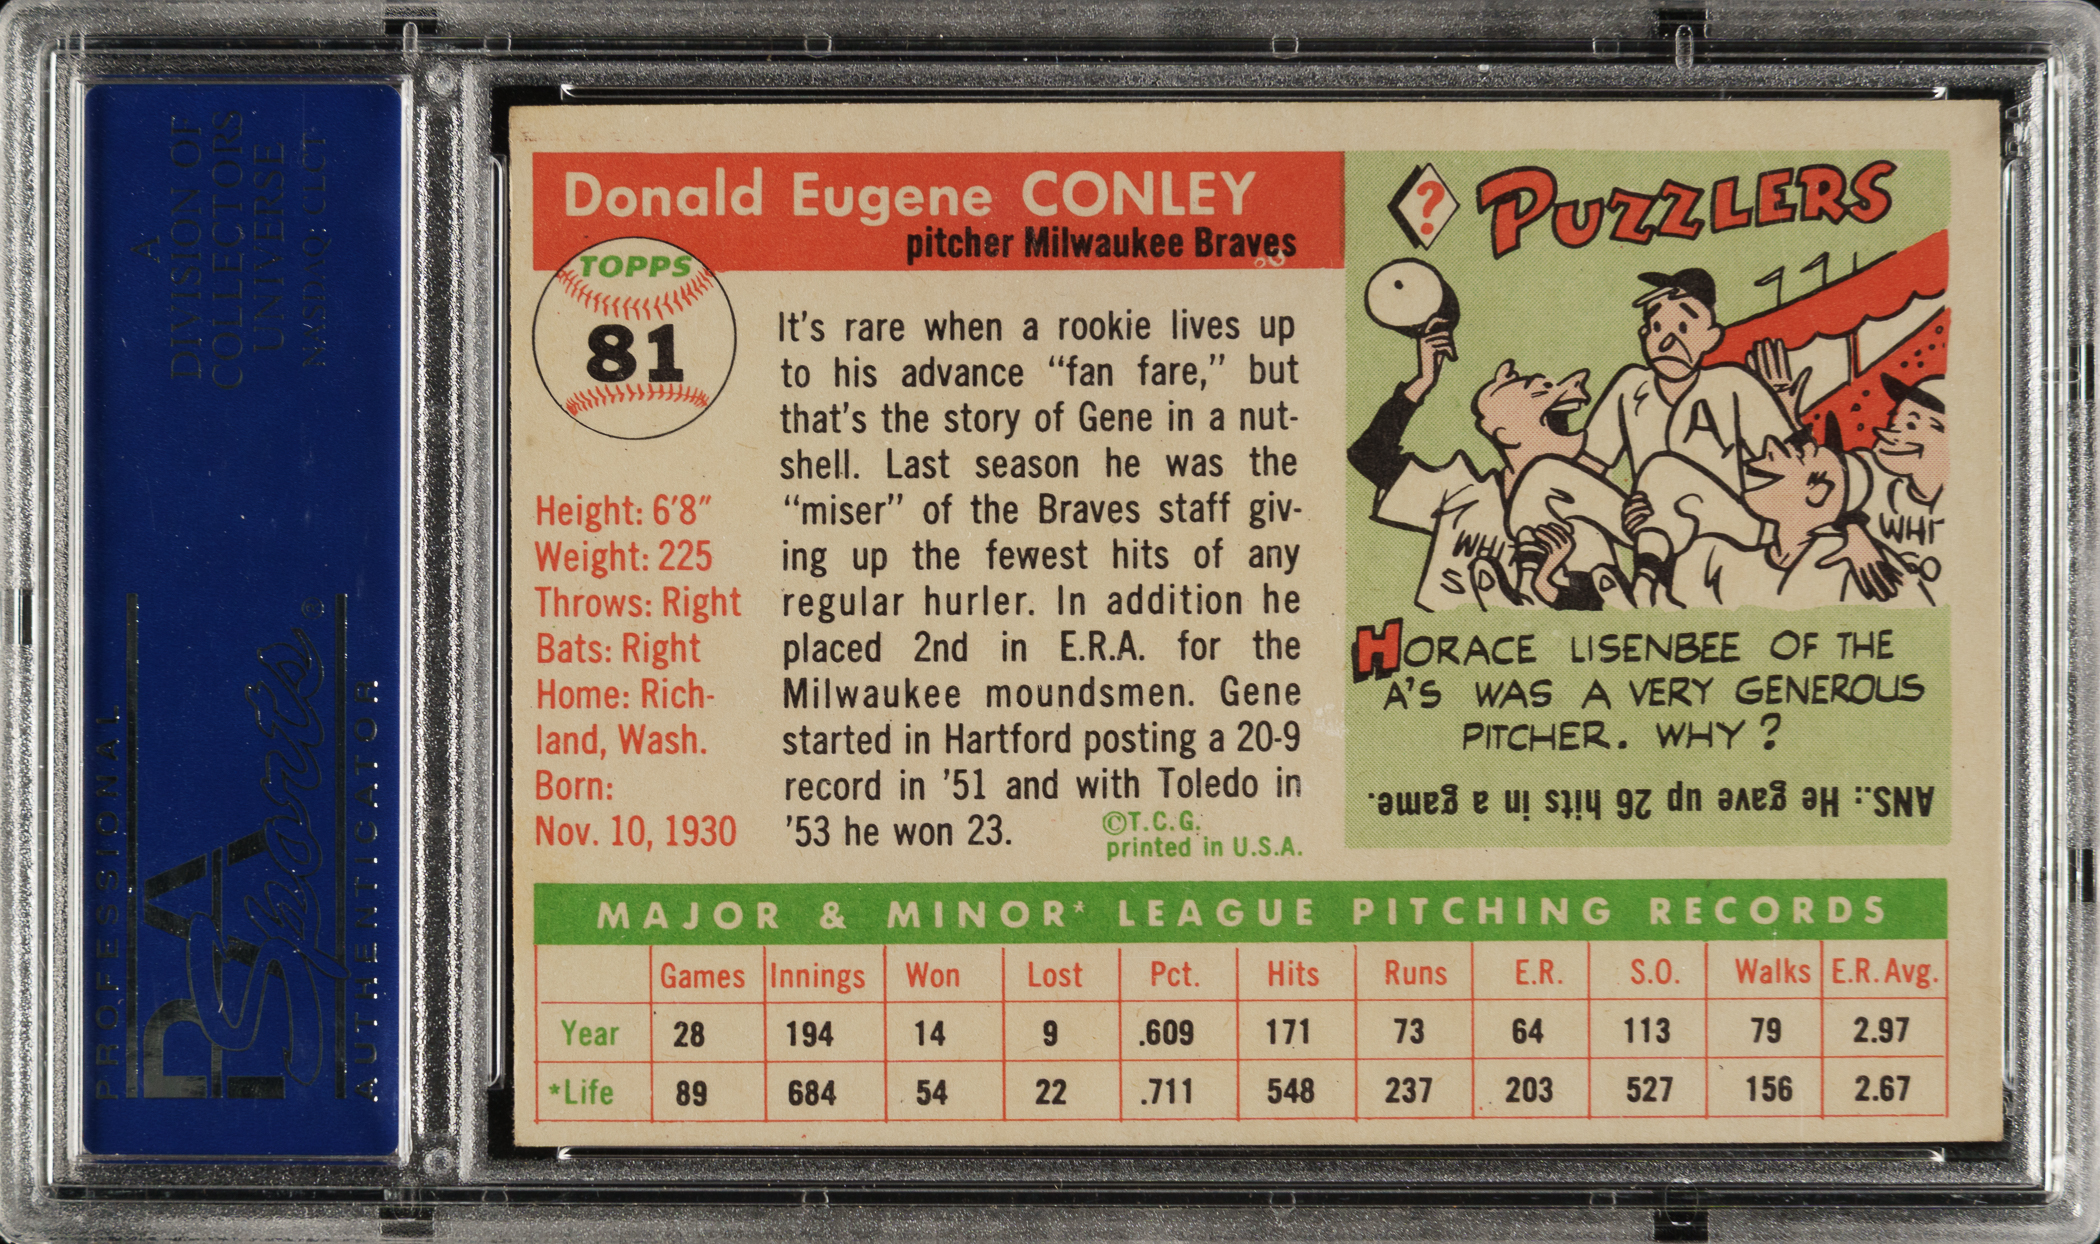 A
DIVISION OF
COLLECTORS
UNIVERSE
NASDAQ: CLCT
PROFESSIONAL
PSA
Sports®
AUTHENTICATOR
Donald Eugene CONLEY
pitcher Milwaukee Braves
TOPPS
81
Height: 6'8"
Weight: 225
Throws: Right
Bats: Right
Home: Rich-
land, Wash.
Born:
Nov. 10, 1930
It's rare when a rookie lives up
to his advance “fan fare,” but
that's the story of Gene in a nut-
shell. Last season he was the
“miser” of the Braves staff giv-
ing up the fewest hits of any
regular hurler. In addition he
placed 2nd in E.R.A. for the
Milwaukee moundsmen. Gene
started in Hartford posting a 20-9
record in '51 and with Toledo in
'53 he won 23.
©T.C.G.
printed in U.S.A.
? PUZZLERS
A
WHI
SO
WHI
SO
HORACE LISENBEE OF THE
A'S WAS A VERY GENEROUS
PITCHER. WHY?
ANS.: He gave up 26 hits in a game.
MAJOR & MINOR* LEAGUE PITCHING RECORDS
Games Innings Won Lost Pct. Hits Runs E.R. S.O. Walks E.R. Avg.
Year 28 194 14 9 .609 171 73 64 113 79 2.97
*Life 89 684 54 22 .711 548 237 203 527 156 2.67